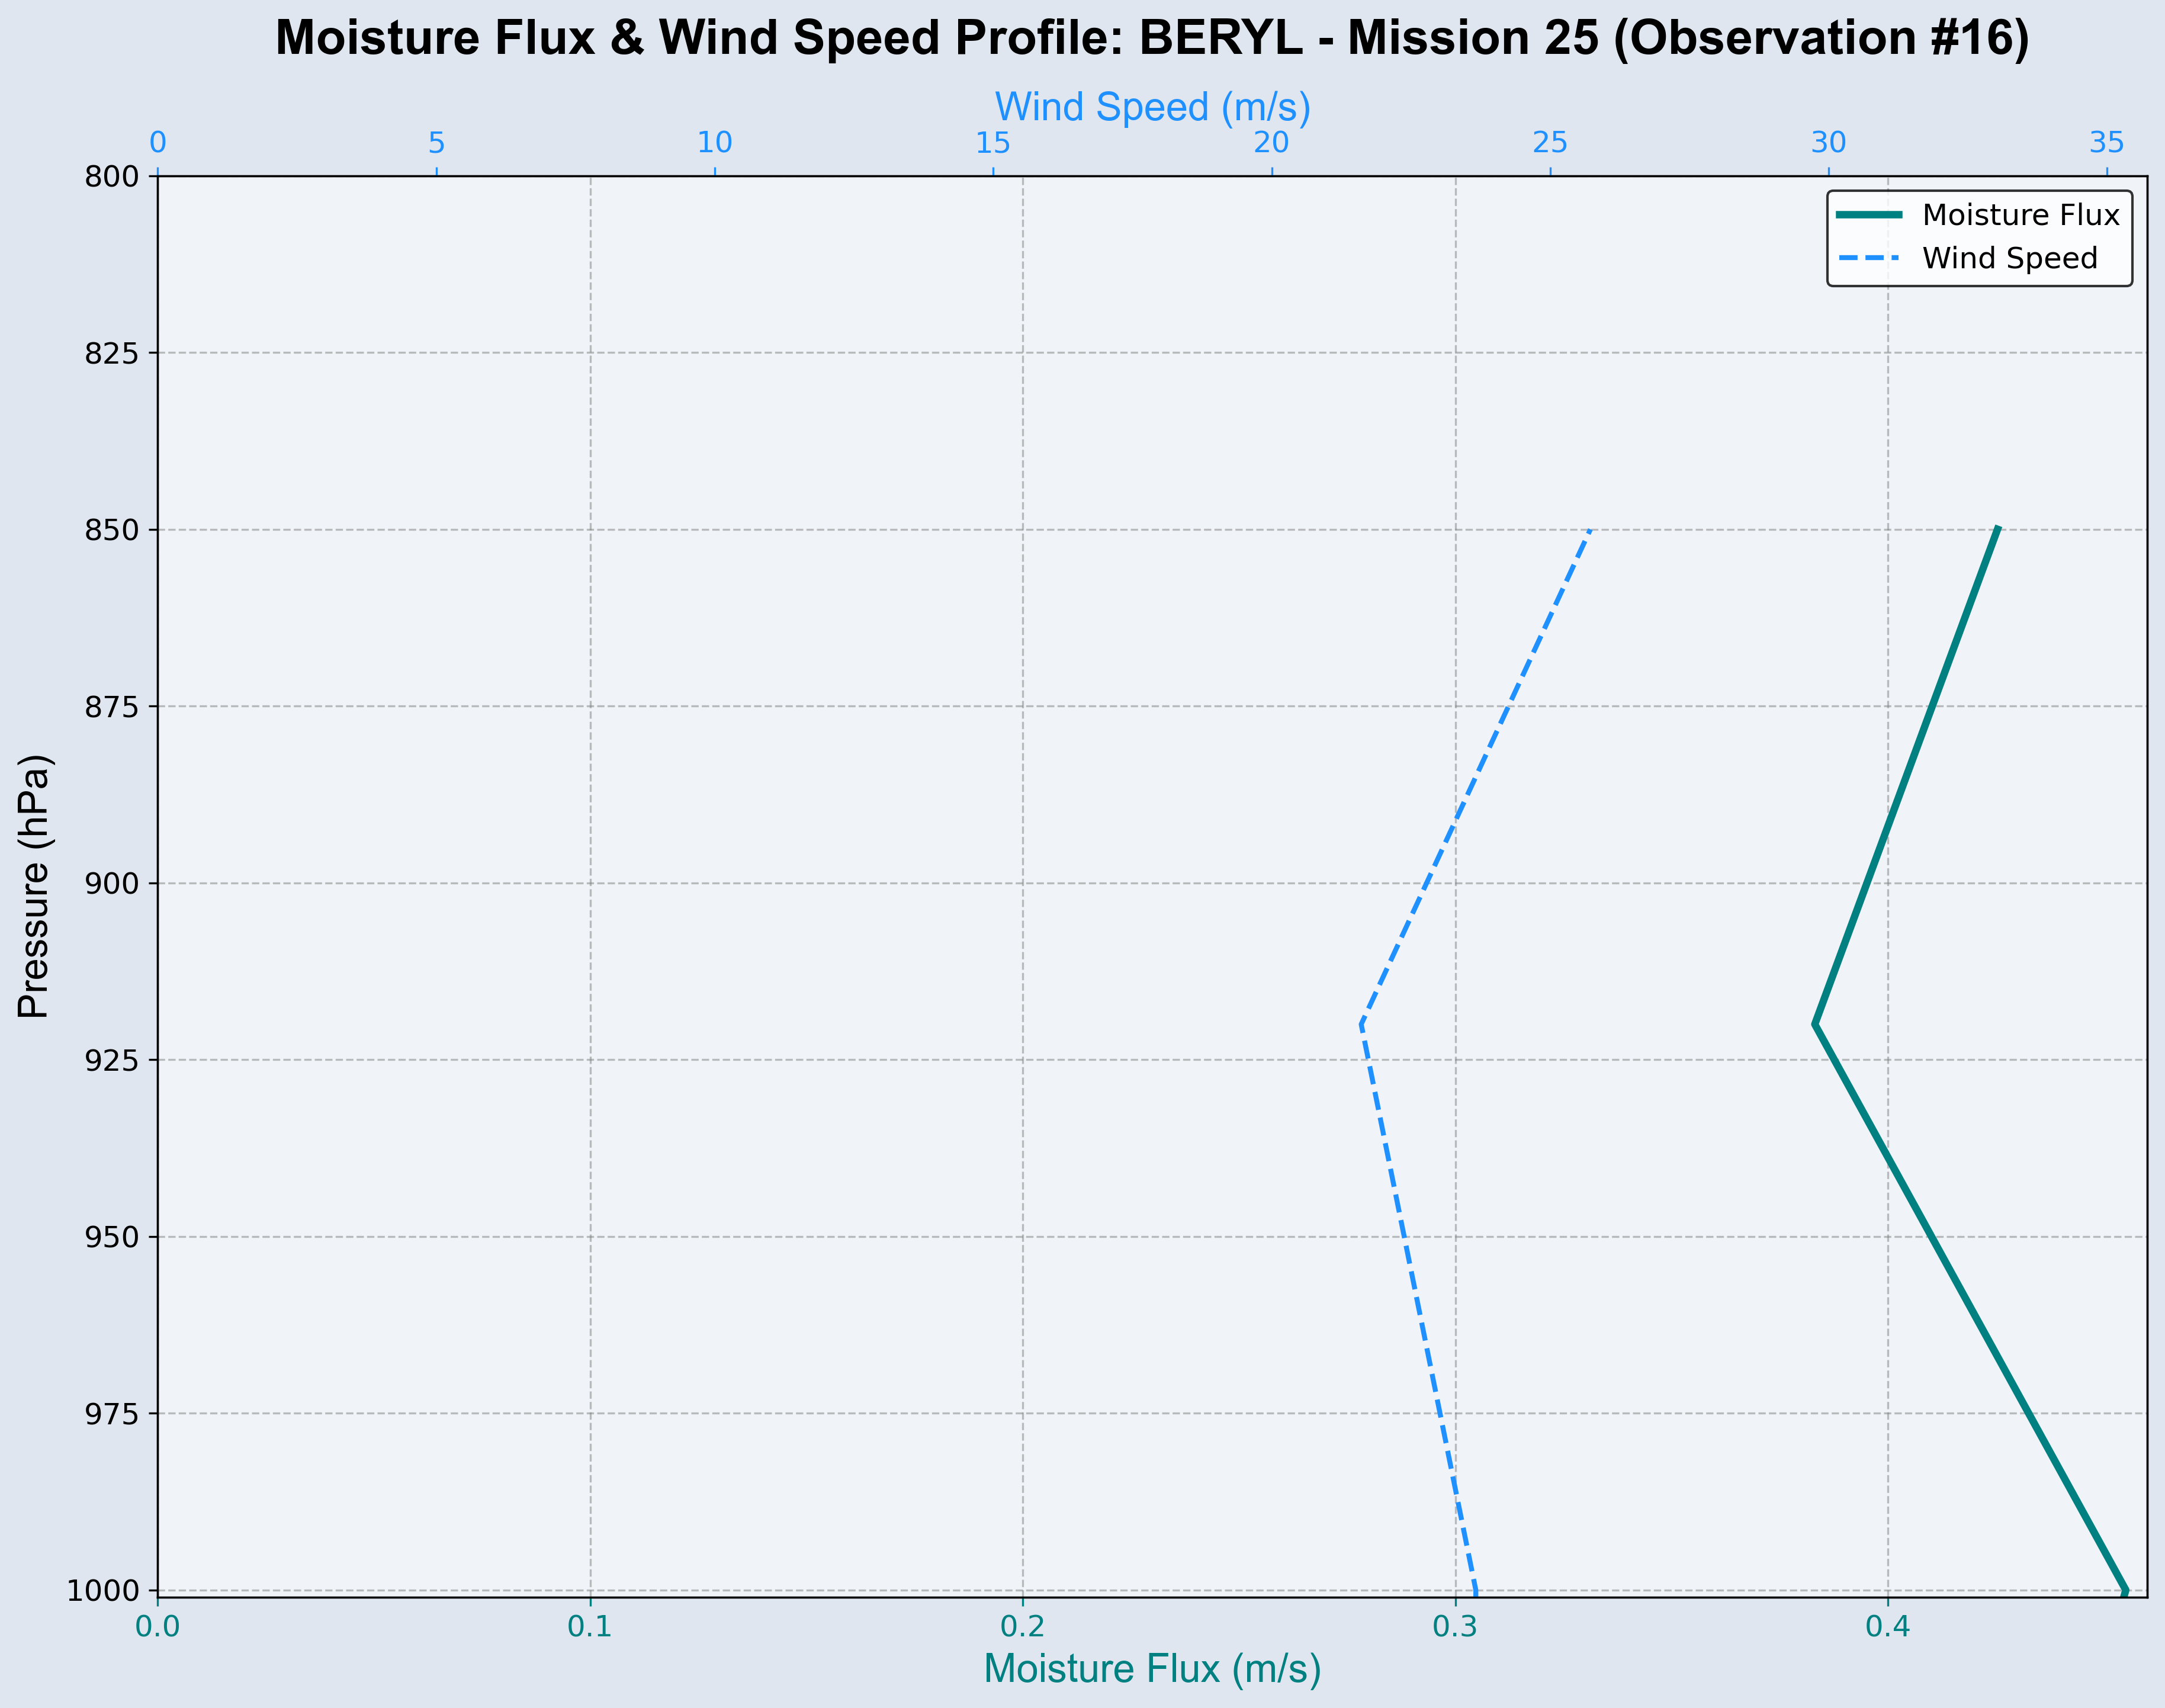 Moisture Flux & Wind Speed Profile: BERYL - Mission 25 (Observation #16)
Wind Speed (m/s)
0 5 10 15 20 25 30 35
Moisture Flux
Wind Speed
Pressure (hPa)
800
825
850
875
900
925
950
975
1000
0.0 0.1 0.2 0.3 0.4
Moisture Flux (m/s)